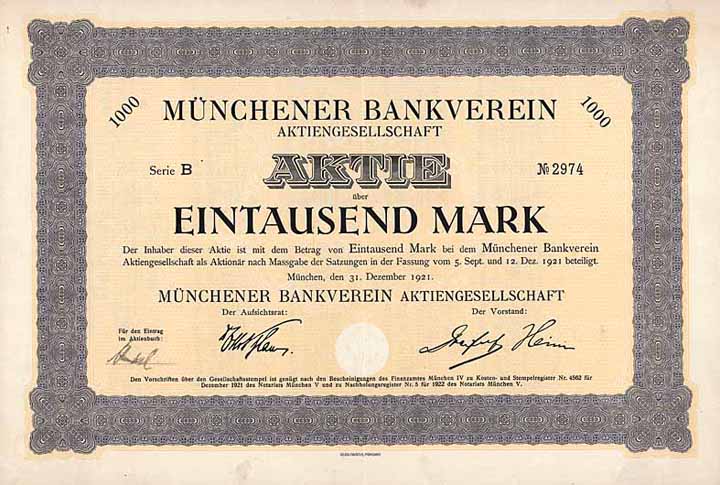 1000 MÜNCHENER BANKVEREIN 1000
AKTIENGESELLSCHAFT
Serie B AKTIE № 2974
über
EINTAUSEND MARK
Der Inhaber dieser Aktie ist mit dem Betrag von Eintausend Mark bei dem Münchener Bankverein
Aktiengesellschaft als Aktionär nach Massgabe der Satzungen in der Fassung vom 5. Sept. und 12. Dez. 1921 beteiligt.
München, den 31. Dezember 1921.
MÜNCHENER BANKVEREIN AKTIENGESELLSCHAFT
Der Aufsichtsrat: Der Vorstand:
Für den Eintrag
im Aktienbuch:
Den Vorschriften über den Gesellschaftsstempel ist genügt nach den Bescheinigungen des Finanzamtes München IV zu Kosten- und Stempelregister Nr. 4562 für
Dezember 1921 des Notariats München V und zu Nachholungsregister Nr. 5 für 1922 des Notariats München V.